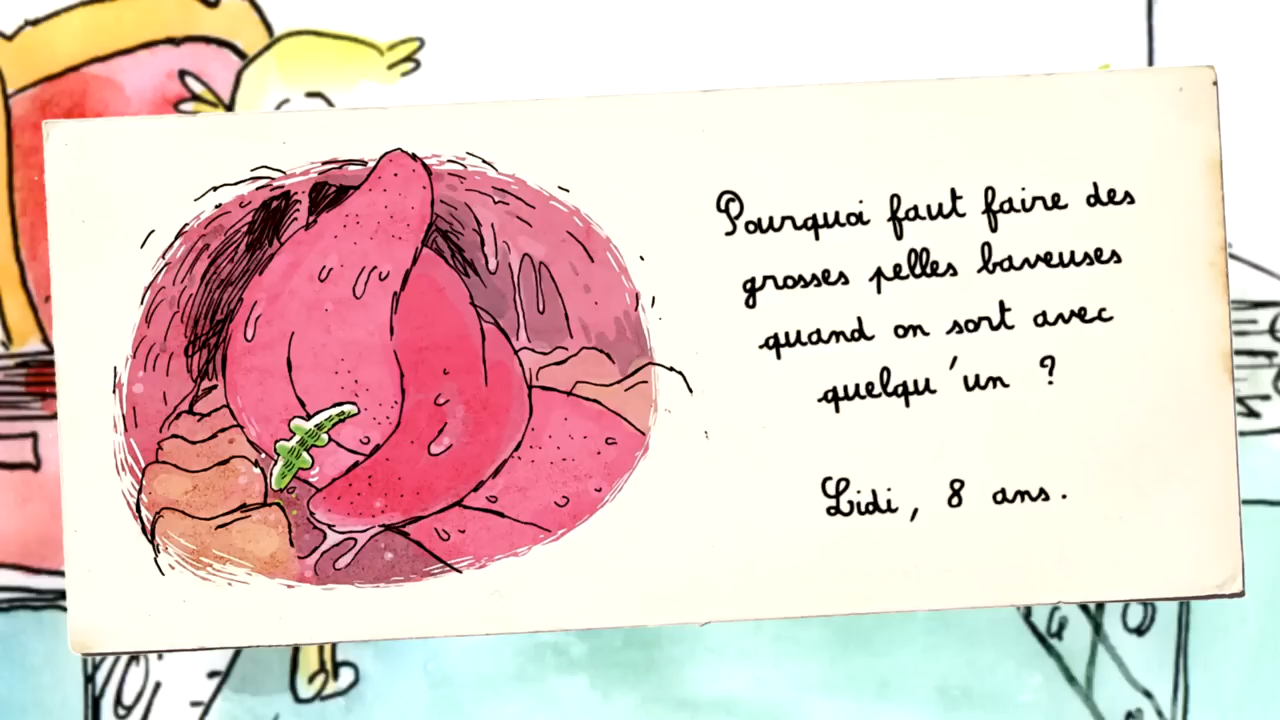 Pourquoi faut faire des
grosses pelles baveuses
quand on sort avec
quelqu'un ?
Lidi, 8 ans.